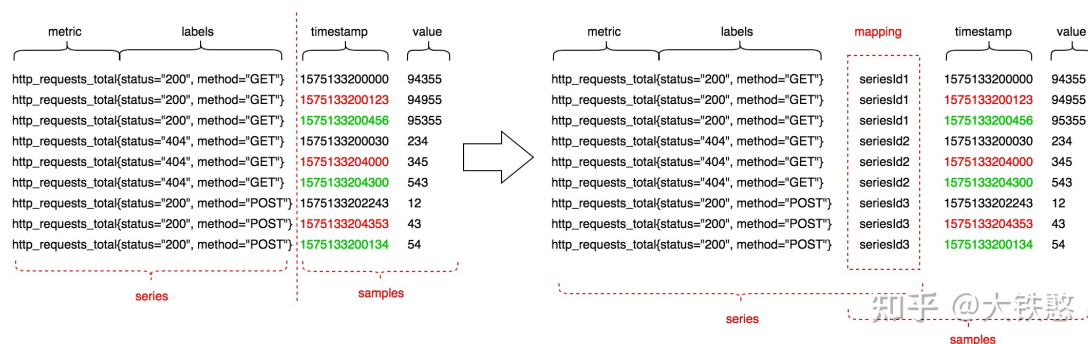 metric labels timestamp value
http_requests_total{status="200", method="GET"} 1575133200000 94355
http_requests_total{status="200", method="GET"} 1575133200123 94955
http_requests_total{status="200", method="GET"} 1575133200456 95355
http_requests_total{status="404", method="GET"} 1575133200030 234
http_requests_total{status="404", method="GET"} 1575133204000 345
http_requests_total{status="404", method="GET"} 1575133204300 543
http_requests_total{status="200", method="POST"} 1575133202243 12
http_requests_total{status="200", method="POST"} 1575133204353 43
http_requests_total{status="200", method="POST"} 1575133200134 54
series samples
metric labels mapping timestamp value
http_requests_total{status="200", method="GET"} seriesId1 1575133200000 94355
http_requests_total{status="200", method="GET"} seriesId1 1575133200123 94955
http_requests_total{status="200", method="GET"} seriesId1 1575133200456 95355
http_requests_total{status="404", method="GET"} seriesId2 1575133200030 234
http_requests_total{status="404", method="GET"} seriesId2 1575133204000 345
http_requests_total{status="404", method="GET"} seriesId2 1575133204300 543
http_requests_total{status="200", method="POST"} seriesId3 1575133202243 12
http_requests_total{status="200", method="POST"} seriesId3 1575133204353 43
http_requests_total{status="200", method="POST"} seriesId3 1575133200134 54
series
samples
知乎 @大铁憨